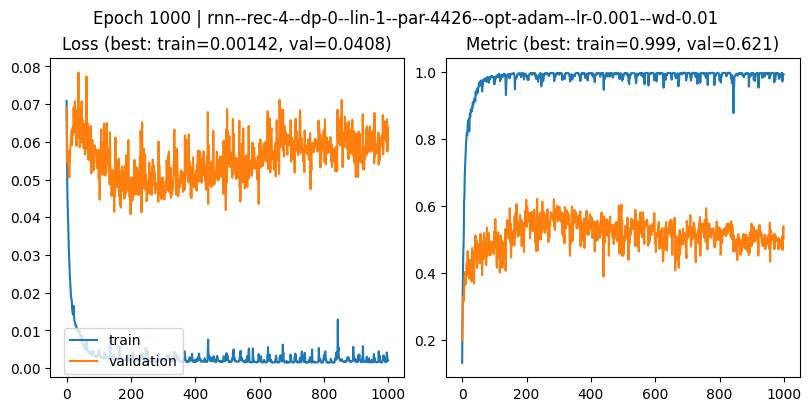 Epoch 1000 | rnn--rec-4--dp-0--lin-1--par-4426--opt-adam--lr-0.001--wd-0.01
Loss (best: train=0.00142, val=0.0408)
0.08
0.07
0.06
0.05
0.04
0.03
0.02
0.01
0.00
train
validation
0 200 400 600 800 1000
Metric (best: train=0.999, val=0.621)
1.0
0.8
0.6
0.4
0.2
0 200 400 600 800 1000